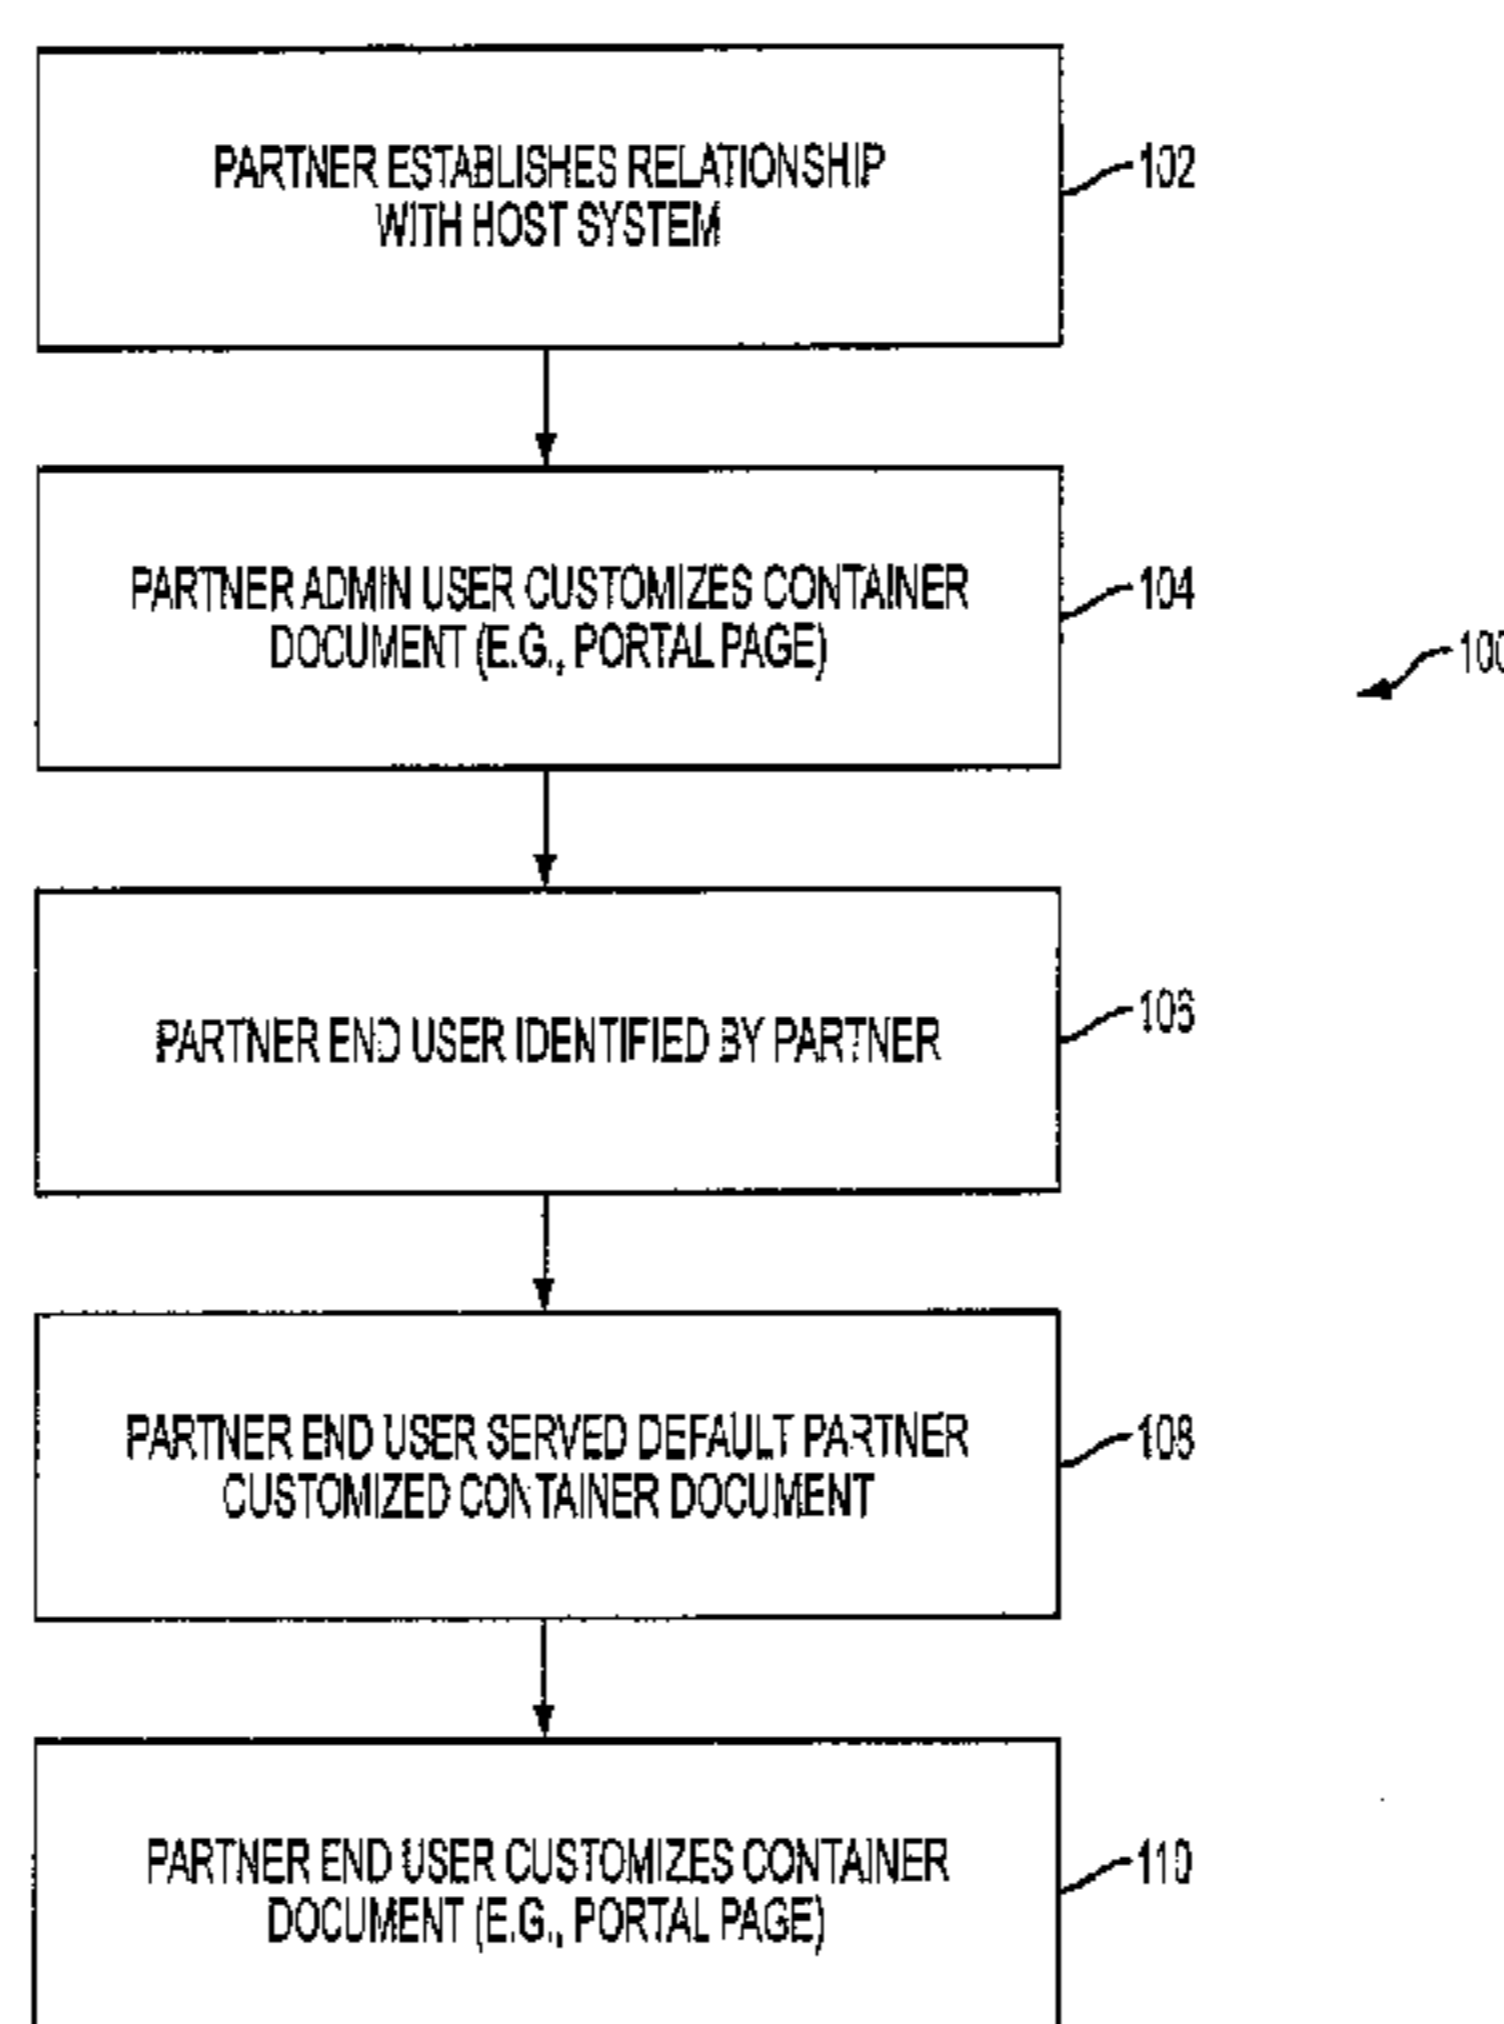 PARTNER ESTABLISHES RELATIONSHIP
WITH HOST SYSTEM
102
PARTNER ADMIN USER CUSTOMIZES CONTAINER
DOCUMENT (E.G., PORTAL PAGE)
104
100
PARTNER END USER IDENTIFIED BY PARTNER
106
PARTNER END USER SERVED DEFAULT PARTNER
CUSTOMIZED CONTAINER DOCUMENT
108
PARTNER END USER CUSTOMIZES CONTAINER
DOCUMENT (E.G., PORTAL PAGE)
110